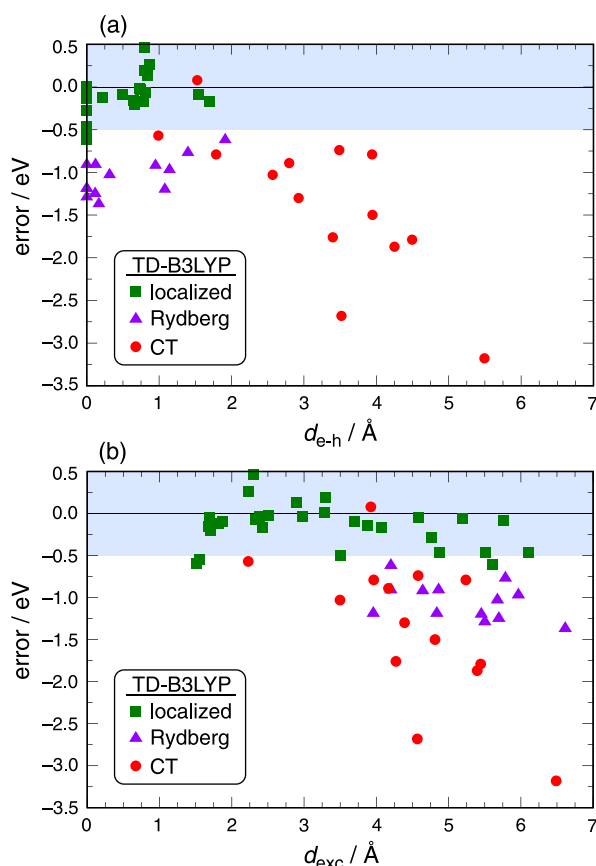 (a)
0.5
0.0
−0.5
−1.0
−1.5
−2.0
−2.5
−3.0
−3.5
error / eV
TD-B3LYP
localized
Rydberg
CT
0 1 2 3 4 5 6 7
d e-h / Å
(b)
0.5
0.0
−0.5
−1.0
−1.5
−2.0
−2.5
−3.0
−3.5
error / eV
TD-B3LYP
localized
Rydberg
CT
0 1 2 3 4 5 6 7
d exc / Å